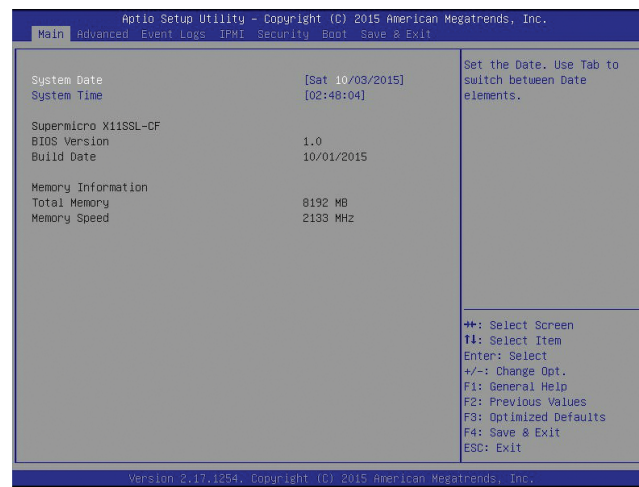 Aptio Setup Utility – Copyright (C) 2015 American Megatrends, Inc.
Main Advanced Event Logs IPMI Security Boot Save & Exit
System Date [Sat 10/03/2015]
System Time [02:48:04]
Supermicro X11SSL-CF
BIOS Version 1.0
Build Date 10/01/2015
Memory Information
Total Memory 8192 MB
Memory Speed 2133 MHz
Set the Date. Use Tab to
switch between Date
elements.
→←: Select Screen
↑↓: Select Item
Enter: Select
+/-: Change Opt.
F1: General Help
F2: Previous Values
F3: Optimized Defaults
F4: Save & Exit
ESC: Exit
Version 2.17.1254. Copyright (C) 2015 American Megatrends, Inc.